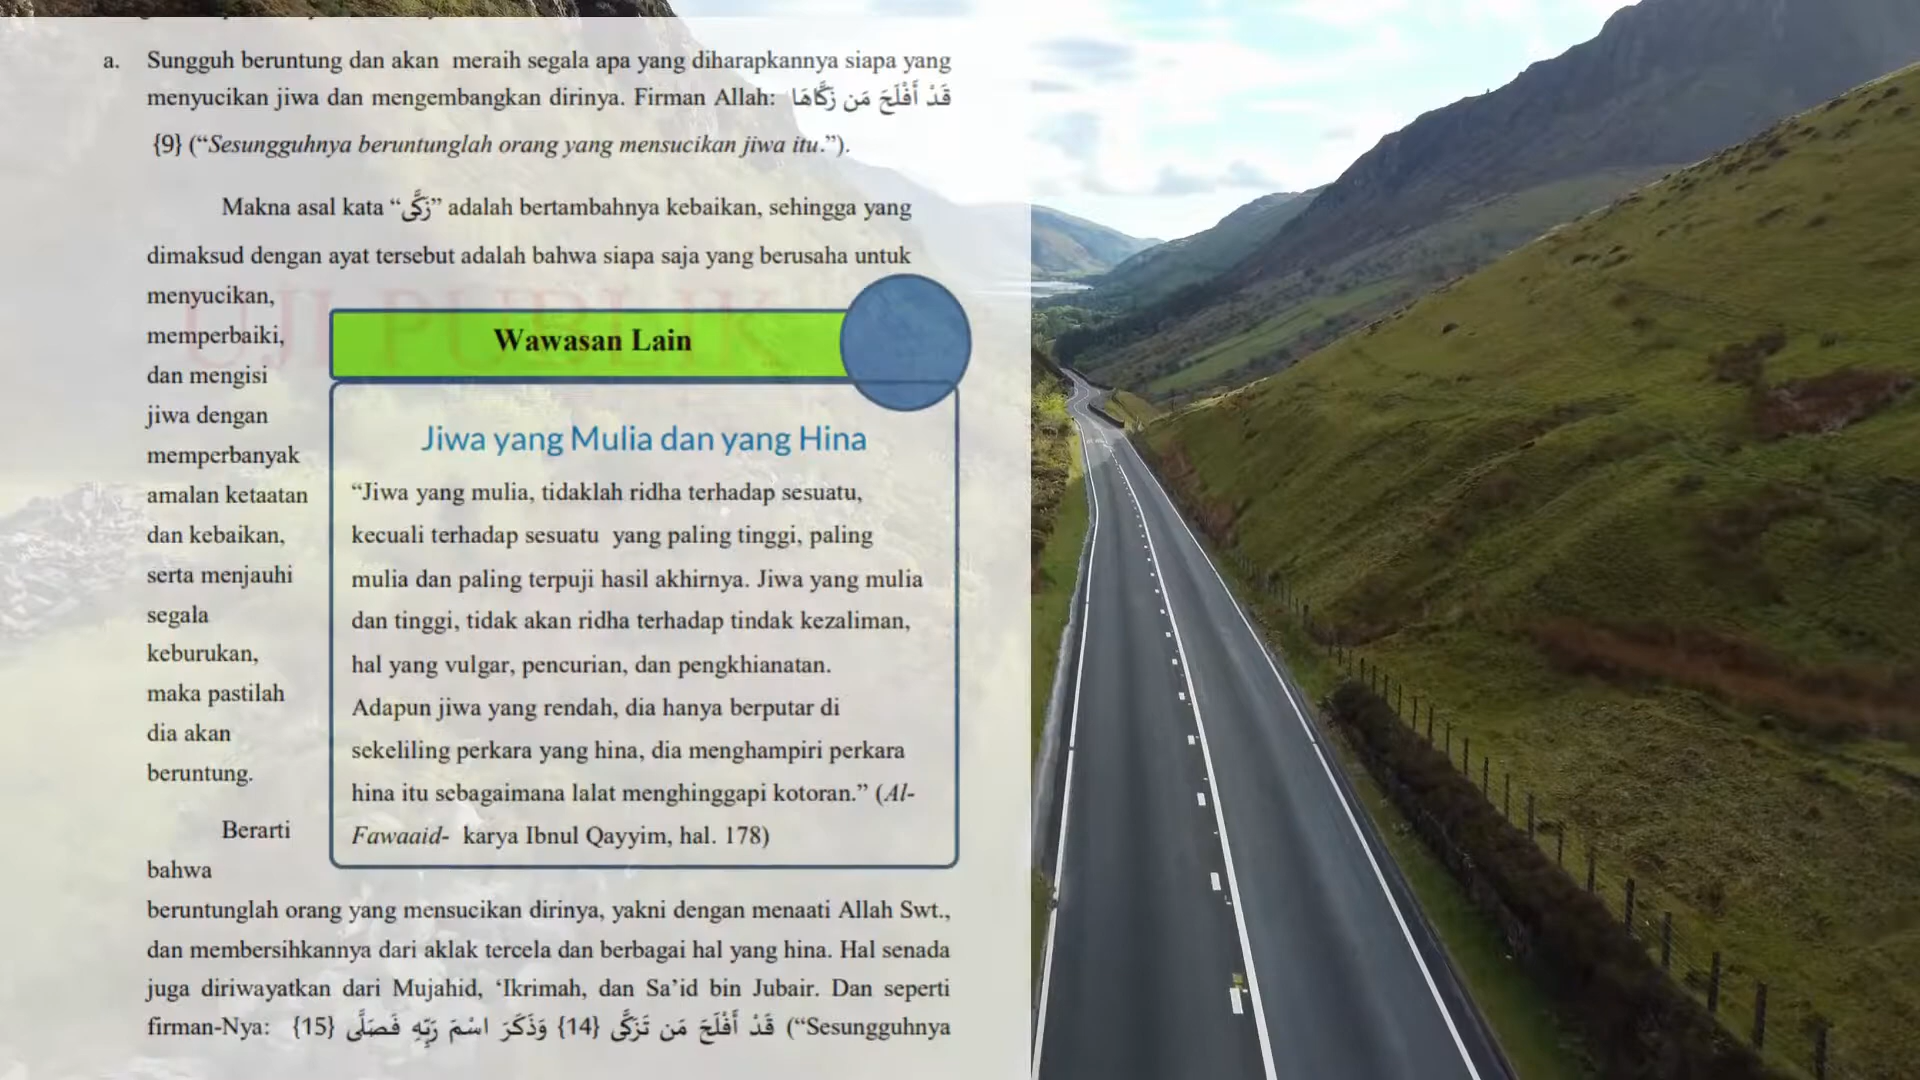 a. Sungguh beruntung dan akan meraih segala apa yang diharapkannya siapa yang
menyucikan jiwa dan mengembangkan dirinya. Firman Allah: قَدْ أَفْلَحَ مَن زَكَّاهَا
{9} (“Sesungguhnya beruntunglah orang yang mensucikan jiwa itu.”).
Makna asal kata “زَكَّى” adalah bertambahnya kebaikan, sehingga yang
dimaksud dengan ayat tersebut adalah bahwa siapa saja yang berusaha untuk
menyucikan,
memperbaiki,
dan mengisi
jiwa dengan
memperbanyak
amalan ketaatan
dan kebaikan,
serta menjauhi
segala
keburukan,
maka pastilah
dia akan
beruntung.
UJI PUBLIK
Wawasan Lain
Jiwa yang Mulia dan yang Hina
“Jiwa yang mulia, tidaklah ridha terhadap sesuatu,
kecuali terhadap sesuatu yang paling tinggi, paling
mulia dan paling terpuji hasil akhirnya. Jiwa yang mulia
dan tinggi, tidak akan ridha terhadap tindak kezaliman,
hal yang vulgar, pencurian, dan pengkhianatan.
Adapun jiwa yang rendah, dia hanya berputar di
sekeliling perkara yang hina, dia menghampiri perkara
hina itu sebagaimana lalat menghinggapi kotoran.” (Al-
Fawaaid- karya Ibnul Qayyim, hal. 178)
Berarti
bahwa
beruntunglah orang yang mensucikan dirinya, yakni dengan menaati Allah Swt.,
dan membersihkannya dari aklak tercela dan berbagai hal yang hina. Hal senada
juga diriwayatkan dari Mujahid, ‘Ikrimah, dan Sa’id bin Jubair. Dan seperti
firman-Nya: قَدْ أَفْلَحَ مَن تَزَكَّى {14} وَذَكَرَ اسْمَ رَبِّهِ فَصَلَّى {15} (“Sesungguhnya